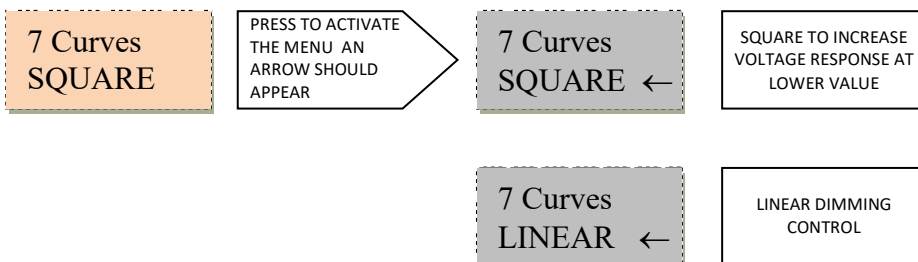 7 Curves
SQUARE
PRESS TO ACTIVATE
THE MENU AN
ARROW SHOULD
APPEAR
7 Curves
SQUARE ←
SQUARE TO INCREASE
VOLTAGE RESPONSE AT
LOWER VALUE
7 Curves
LINEAR ←
LINEAR DIMMING
CONTROL